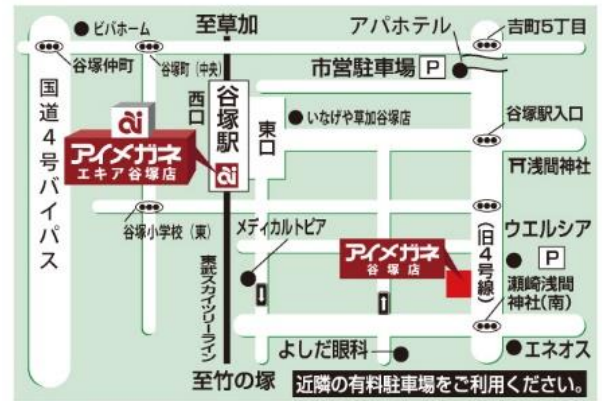 ビバホーム
至草加
アパホテル
吉町5丁目
谷塚仲町
谷塚町(中央)
市営駐車場 P
国道4号バイパス
西口
谷塚駅
東口
いなげや草加谷塚店
谷塚駅入口
ai
アイメガネ
エキア谷塚店
ai
浅間神社
谷塚小学校(東)
メディカルトピア
ウエルシア
P
アイメガネ
谷塚店
(旧4号線)
東武スカイツリーライン
瀬崎浅間
神社(南)
よしだ眼科
エネオス
至竹の塚
近隣の有料駐車場をご利用ください。